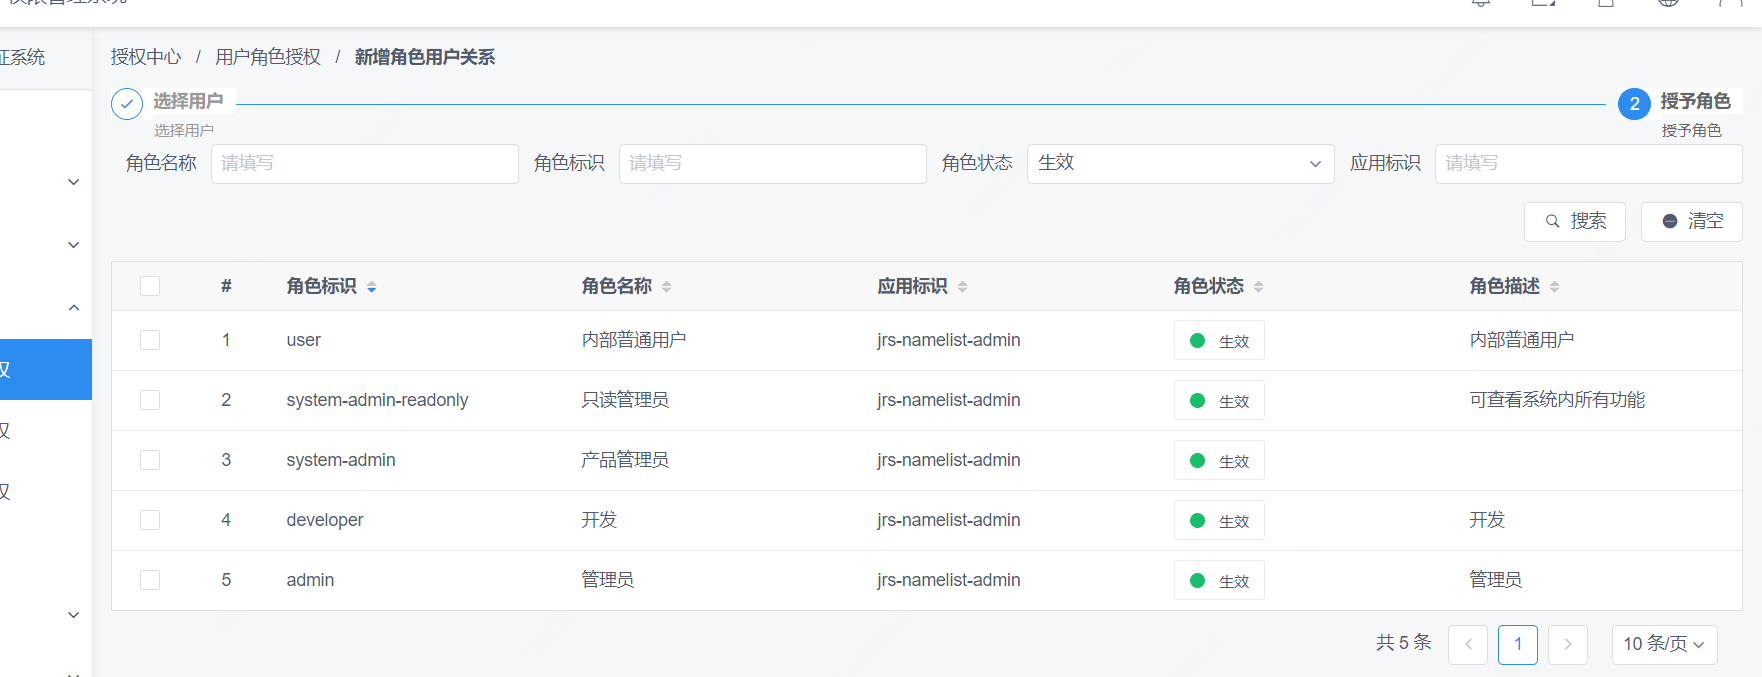 证系统
授权中心 / 用户角色授权 / 新增角色用户关系
选择用户
选择用户
2 授予角色
授予角色
角色名称 请填写 角色标识 请填写 角色状态 生效 应用标识 请填写
搜索 清空
# 角色标识 角色名称 应用标识 角色状态 角色描述
1 user 内部普通用户 jrs-namelist-admin 生效 内部普通用户
2 system-admin-readonly 只读管理员 jrs-namelist-admin 生效 可查看系统内所有功能
3 system-admin 产品管理员 jrs-namelist-admin 生效
4 developer 开发 jrs-namelist-admin 生效 开发
5 admin 管理员 jrs-namelist-admin 生效 管理员
共 5 条 1 10 条/页